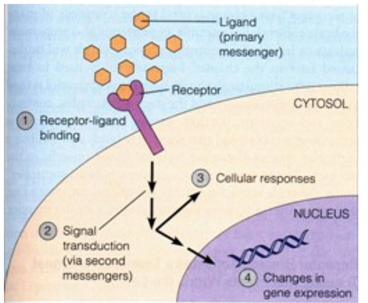 Ligand
(primary
messenger)
Receptor
CYTOSOL
1 Receptor-ligand
binding
3 Cellular responses
NUCLEUS
2 Signal
transduction
(via second
messengers)
4 Changes in
gene expression